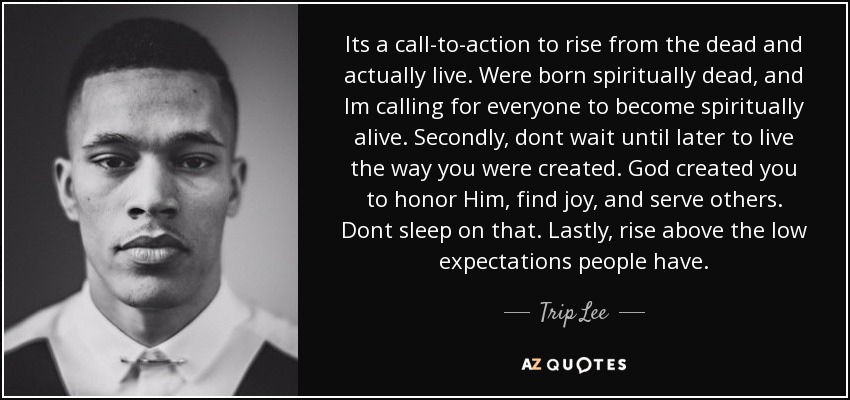 Its a call-to-action to rise from the dead and
actually live. Were born spiritually dead, and
Im calling for everyone to become spiritually
alive. Secondly, dont wait until later to live
the way you were created. God created you
to honor Him, find joy, and serve others.
Dont sleep on that. Lastly, rise above the low
expectations people have.
Trip Lee
AZ QUOTES